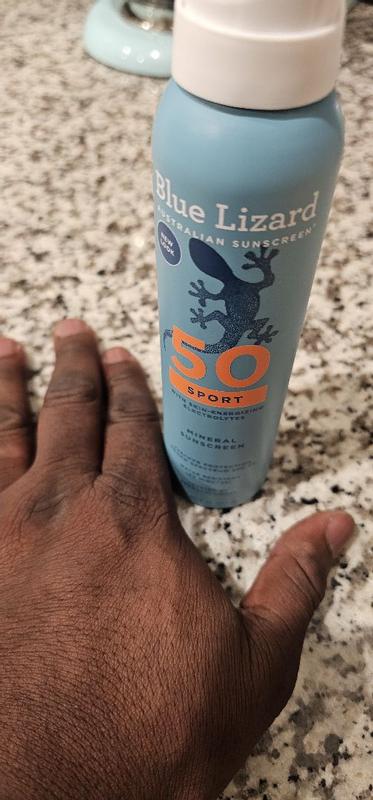 Blue Lizard
AUSTRALIAN SUNSCREEN
NEW
LOOK
50
SPORT
WITH SKIN-ENERGIZING
ELECTROLYTES
MINERAL
SUNSCREEN